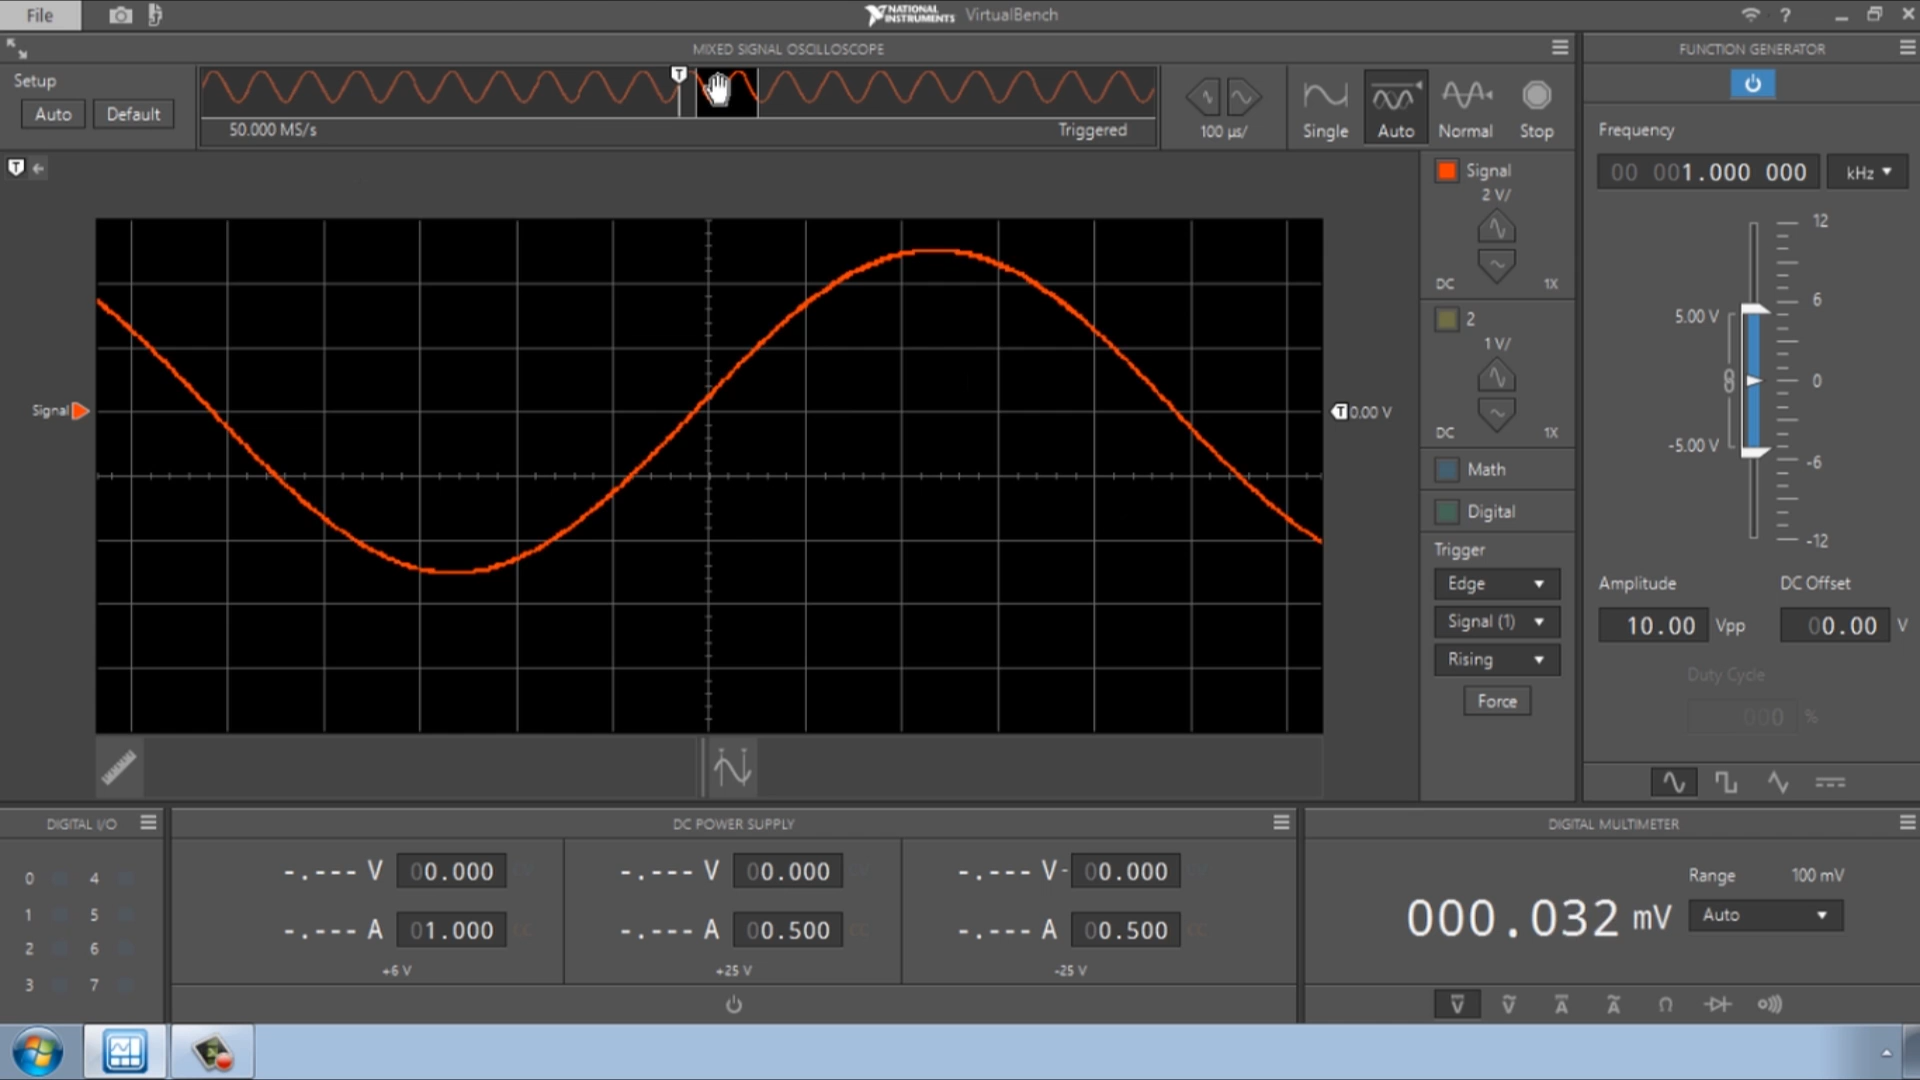 File
NATIONAL INSTRUMENTS VirtualBench
?
MIXED SIGNAL OSCILLOSCOPE
FUNCTION GENERATOR
Setup
Auto Default
T
50.000 MS/s Triggered
100 µs/
Single Auto Normal Stop
T
Signal
T 0.00 V
Signal
2 V/
DC 1X
2
1 V/
DC 1X
Math
Digital
Trigger
Edge
Signal (1)
Rising
Force
Frequency
00 001.000 000 kHz
12
6
5.00 V
0
-5.00 V
-6
-12
Amplitude DC Offset
10.00 Vpp 00.00 V
Duty Cycle
000 %
DIGITAL I/O
0 4
1 5
2 6
3 7
DC POWER SUPPLY
-.--- V 00.000
-.--- A 01.000
+6 V
-.--- V 00.000
-.--- A 00.500
+25 V
-.--- V - 00.000
-.--- A 00.500
-25 V
DIGITAL MULTIMETER
Range 100 mV
000.032 mV Auto
V V A A Ω